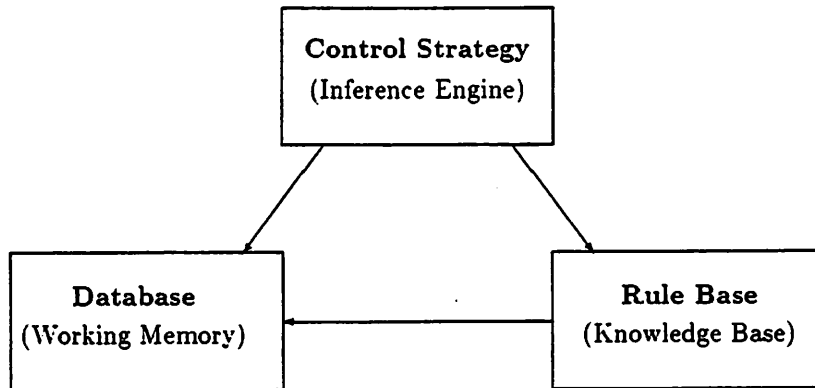 Control Strategy
(Inference Engine)
Database
(Working Memory)
Rule Base
(Knowledge Base)